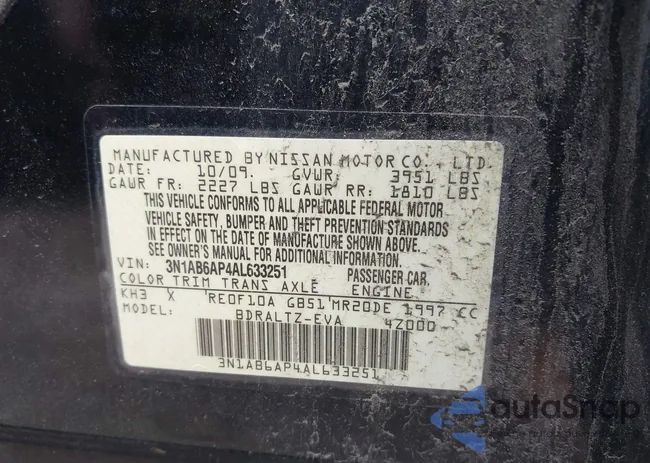 MANUFACTURED BY NISSAN MOTOR CO., LTD.
DATE: 10/09. GVWR: 3951 LBS
GAWR FR: 2227 LBS GAWR RR: 1810 LBS
THIS VEHICLE CONFORMS TO ALL APPLICABLE FEDERAL MOTOR
VEHICLE SAFETY, BUMPER AND THEFT PREVENTION STANDARDS
IN EFFECT ON THE DATE OF MANUFACTURE SHOWN ABOVE.
SEE OWNER'S MANUAL FOR ADDITIONAL INFORMATION.
VIN: 3N1AB6AP4AL633251 PASSENGER CAR.
COLOR TRIM TRANS AXLE ENGINE
KH3 X RE0F10A GB51 MR20DE 1997 CC
MODEL: BDRALTZ-EVA 4Z000
3N1AB6AP4AL633251
autoSnap